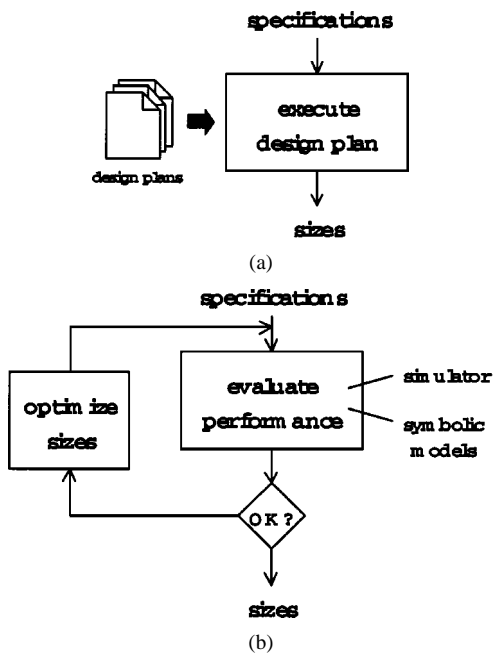 specifications
execute
design plan
design plans
sizes
(a)
specifications
optimize
sizes
evaluate
performance
simulator
symbolic
models
OK?
sizes
(b)